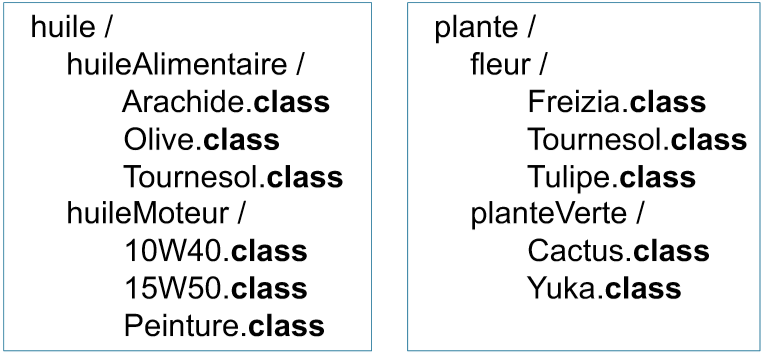 huile /
huileAlimentaire /
Arachide.class
Olive.class
Tournesol.class
huileMoteur /
10W40.class
15W50.class
Peinture.class
plante /
fleur /
Freizia.class
Tournesol.class
Tulipe.class
planteVerte /
Cactus.class
Yuka.class